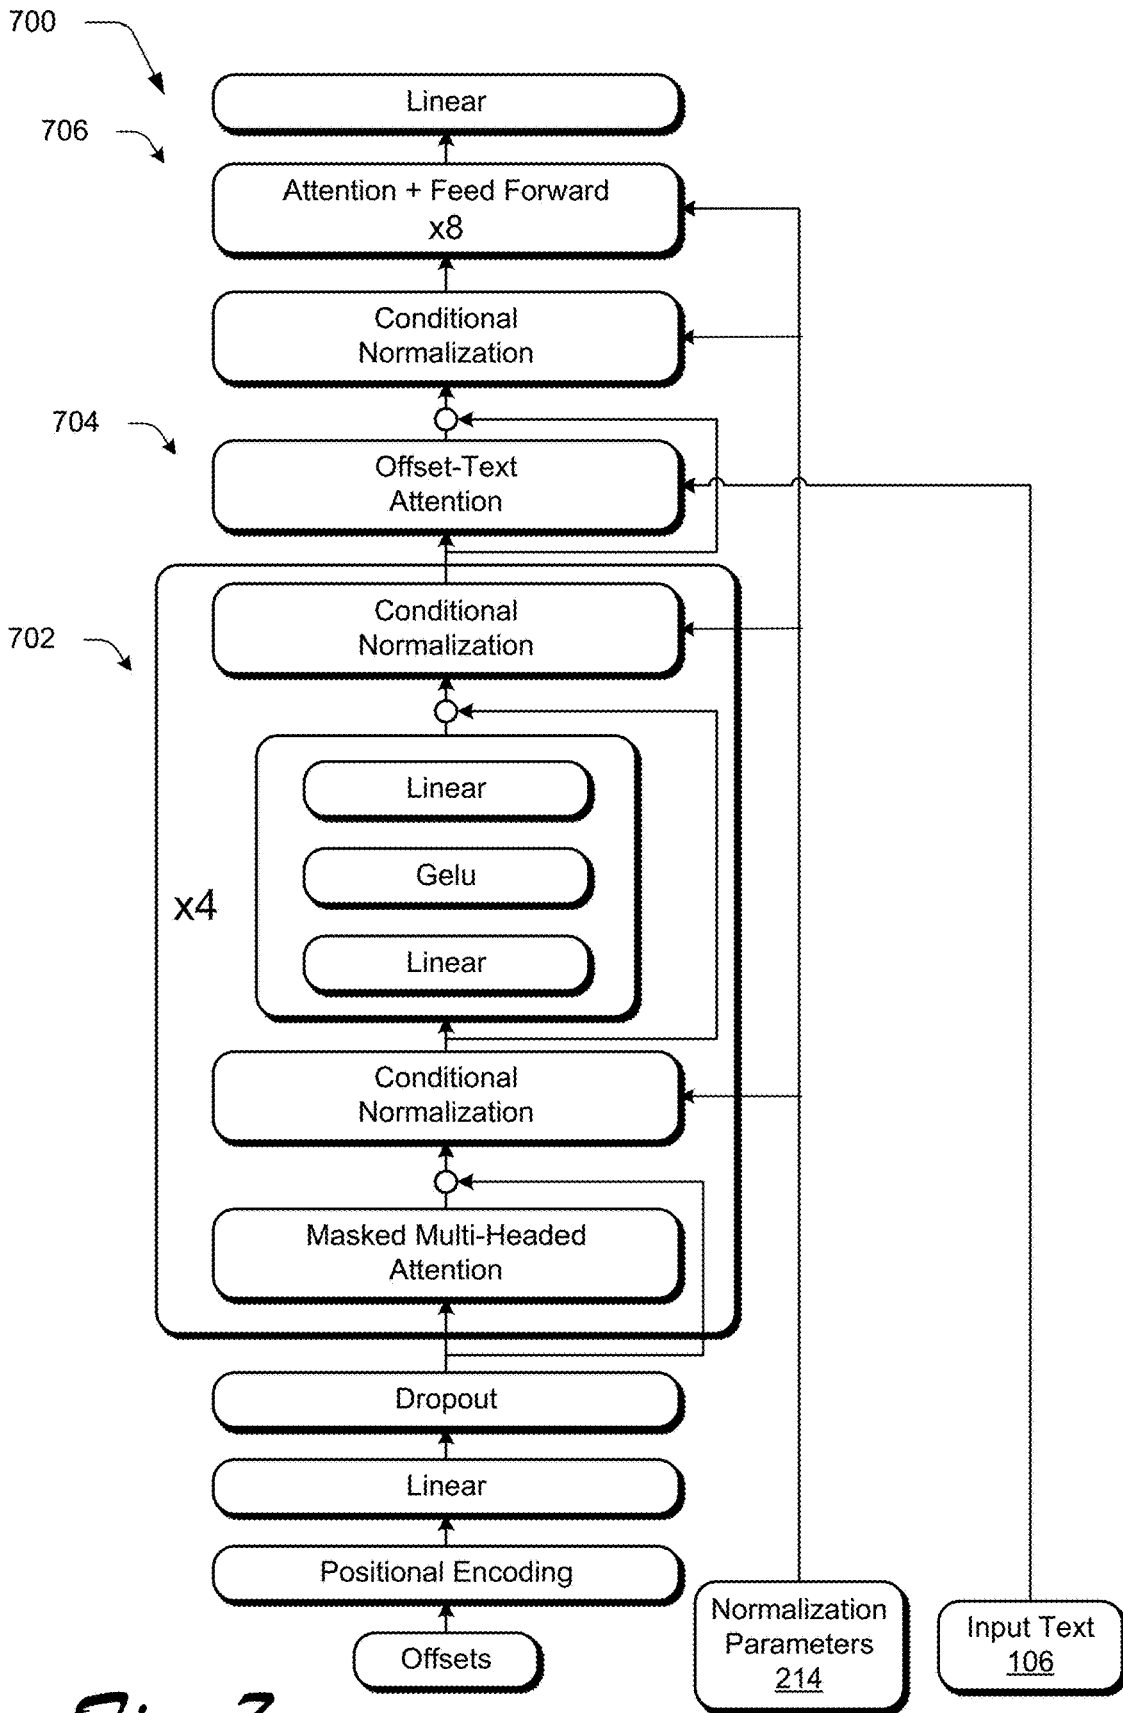 700
Linear
706
Attention + Feed Forward
x8
Conditional
Normalization
704
Offset-Text
Attention
Conditional
Normalization
702
Linear
Gelu
x4
Linear
Conditional
Normalization
Masked Multi-Headed
Attention
Dropout
Linear
Positional Encoding
Offsets
Normalization
Parameters
214
Input Text
106